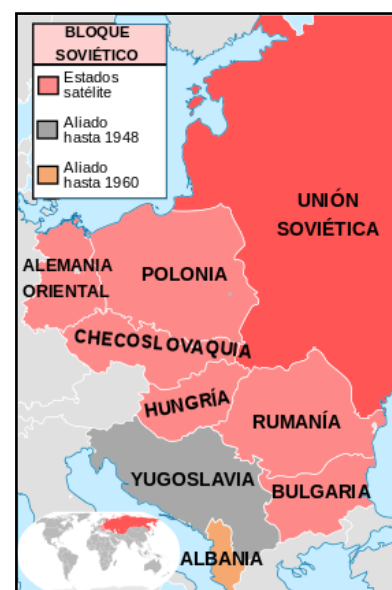 BLOQUE
SOVIÉTICO
Estados
satélite
Aliado
hasta 1948
Aliado
hasta 1960
UNIÓN
SOVIÉTICA
ALEMANIA
ORIENTAL
POLONIA
CHECOSLOVAQUIA
HUNGRÍA
RUMANÍA
YUGOSLAVIA
BULGARIA
ALBANIA